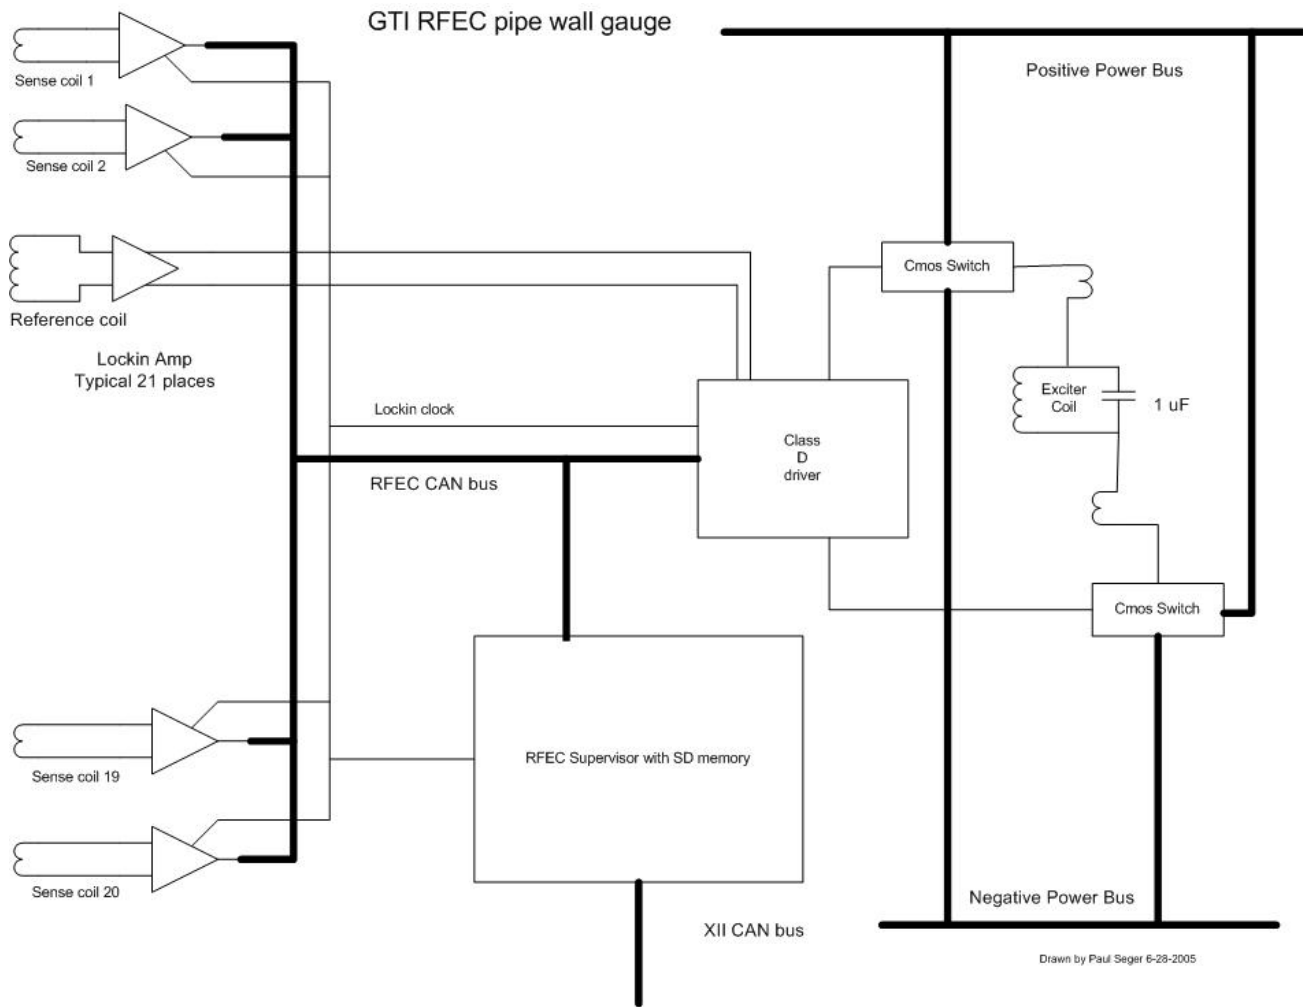 GTI RFEC pipe wall gauge
Positive Power Bus
Sense coil 1
Sense coil 2
Cmos Switch
Reference coil
Lockin Amp
Typical 21 places
Exciter
Coil
1 uF
Lockin clock
Class
D
driver
RFEC CAN bus
Cmos Switch
RFEC Supervisor with SD memory
Sense coil 19
Sense coil 20
Negative Power Bus
XII CAN bus
Drawn by Paul Seger 6-28-2005